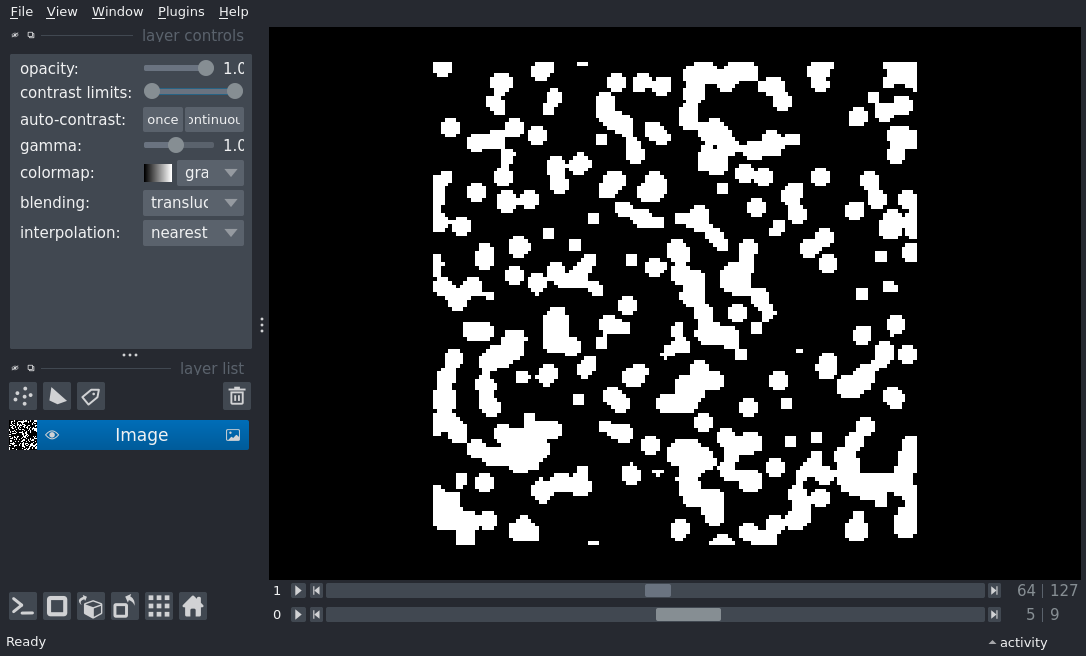 File View Window Plugins Help
layer controls
opacity: 1.0
contrast limits:
auto-contrast: once ontinuou
gamma: 1.0
colormap: gra
blending: transluc
interpolation: nearest
layer list
Image
1 64 | 127
0 5 | 9
Ready activity